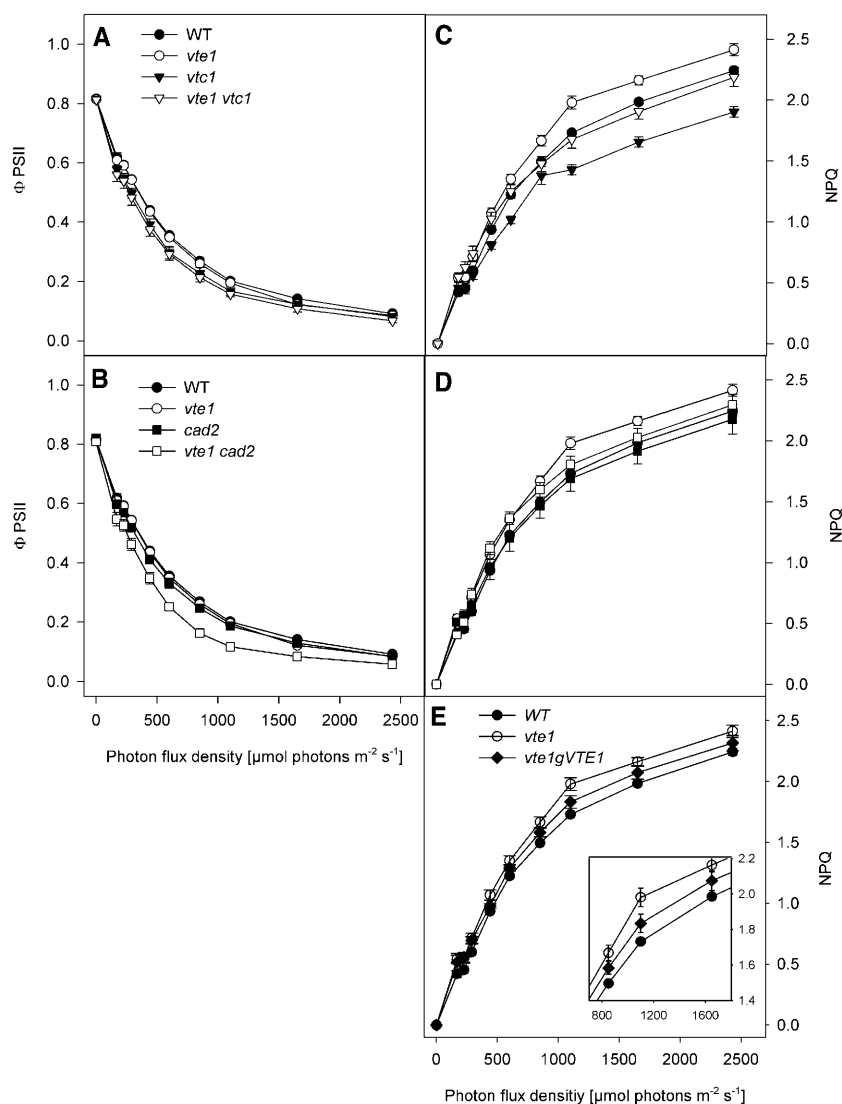 A
WT
vte1
vtc1
vte1 vtc1
1.0
0.8
0.6
0.4
0.2
0.0
Φ PSII
C
2.5
2.0
1.5
1.0
0.5
0.0
NPQ
B
WT
vte1
cad2
vte1 cad2
1.0
0.8
0.6
0.4
0.2
0.0
Φ PSII
0 500 1000 1500 2000 2500
Photon flux density [µmol photons m-2 s-1]
D
2.5
2.0
1.5
1.0
0.5
0.0
NPQ
E
WT
vte1
vte1gVTE1
2.5
2.0
1.5
1.0
0.5
0.0
NPQ
2.2
2.0
1.8
1.6
1.4
800 1200 1600
0 500 1000 1500 2000 2500
Photon flux densitiy [µmol photons m-2 s-1]